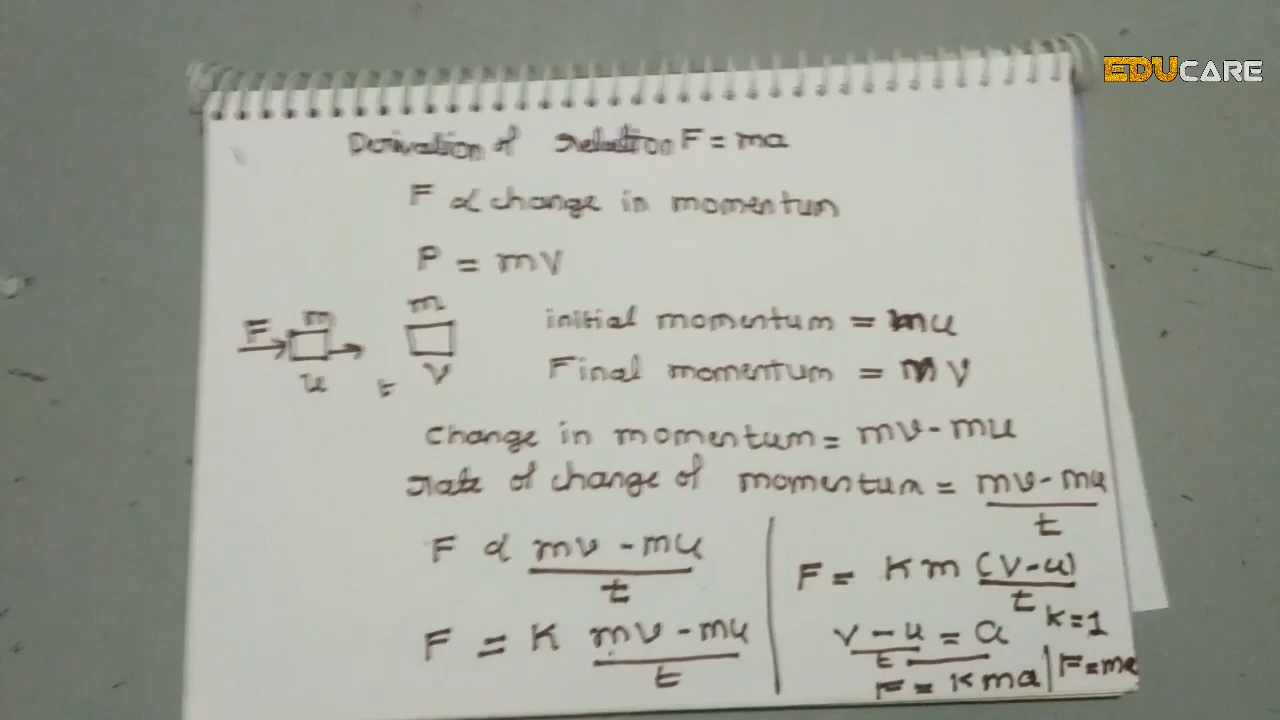 EDUCARE
Derivation of relation F = ma
F ∝ change in momentum
P = mv
F m m
u t v
initial momentum = mu
Final momentum = mv
change in momentum = mv - mu
rate of change of momentum = mv - mu / t
F ∝ mv - mu / t
F = K mv - mu / t
F = Km (v-u) / t
K=1
v - u / t = a
F = Kma | F = ma